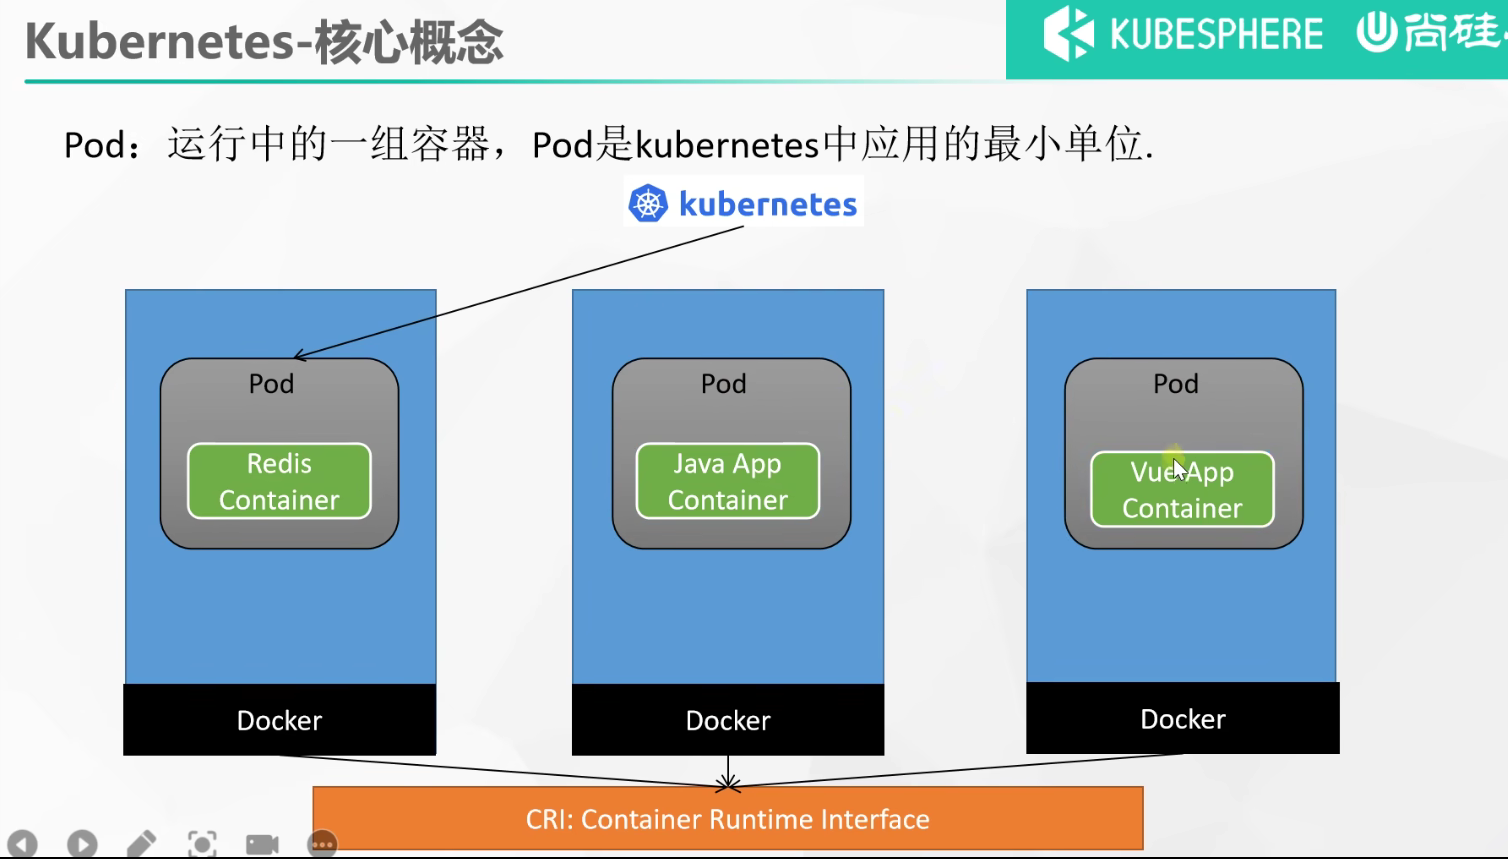 Kubernetes-核心概念
KUBESPHERE 尚硅
Pod：运行中的一组容器，Pod是kubernetes中应用的最小单位.
kubernetes
Pod
Redis
Container
Pod
Java App
Container
Pod
Vue App
Container
Docker
Docker
Docker
CRI: Container Runtime Interface